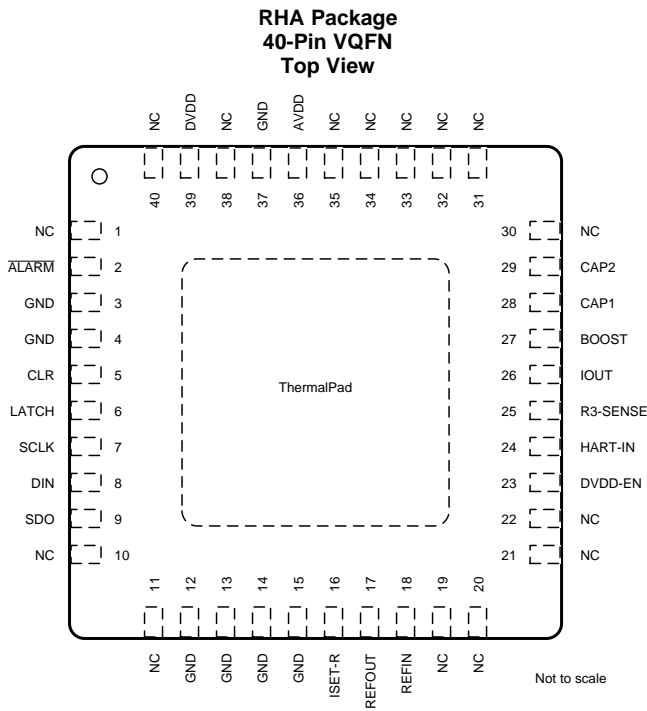 RHA Package
40-Pin VQFN
Top View
NC DVDD NC GND AVDD NC NC NC NC NC
40 39 38 37 36 35 34 33 32 31
NC 1 30 NC
ALARM 2 29 CAP2
GND 3 28 CAP1
GND 4 27 BOOST
CLR 5 26 IOUT
ThermalPad
LATCH 6 25 R3-SENSE
SCLK 7 24 HART-IN
DIN 8 23 DVDD-EN
SDO 9 22 NC
NC 10 21 NC
11 12 13 14 15 16 17 18 19 20
NC GND GND GND GND ISET-R REFOUT REFIN NC NC
Not to scale